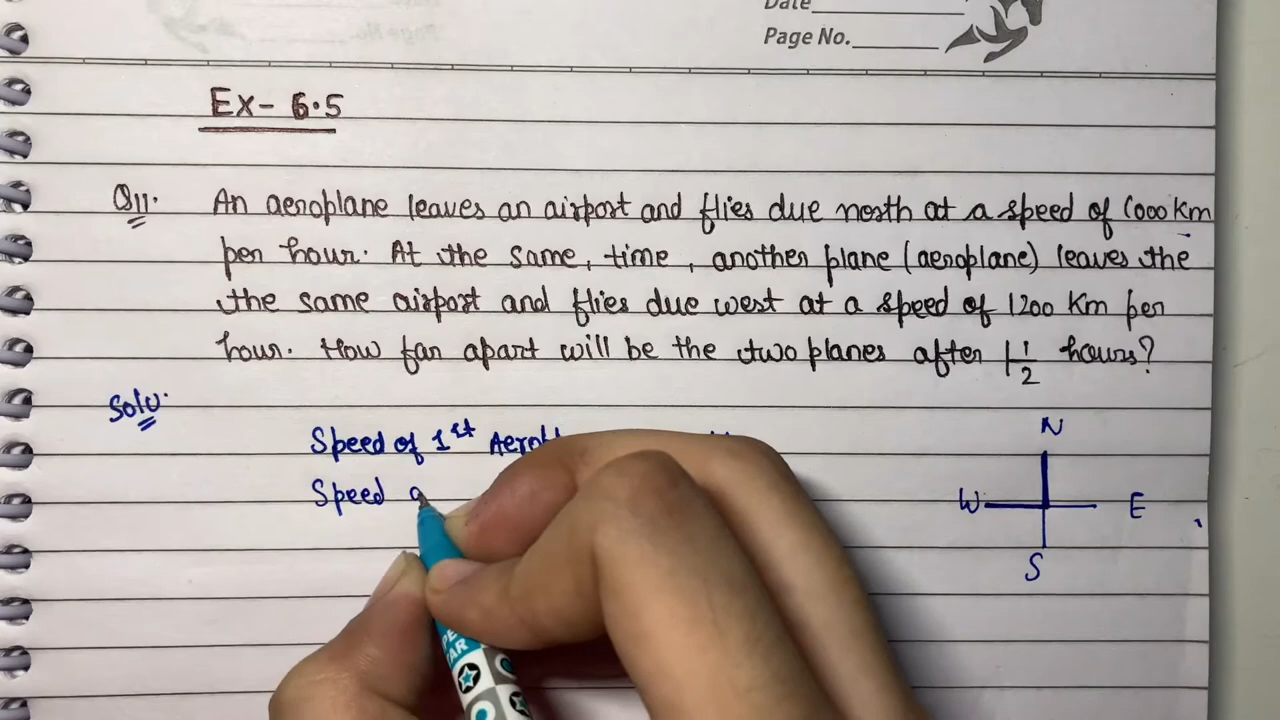 Date
Page No.
Ex- 6.5
Q11. An aeroplane leaves an airport and flies due north at a speed of 1000 Km
per hour. At the same, time, another plane (aeroplane) leaves the
the same airport and flies due west at a speed of 1200 Km per
hour. How far apart will be the two planes after 1 1/2 hours?
Solu.
Speed of 1st
Speed
N
W E
S